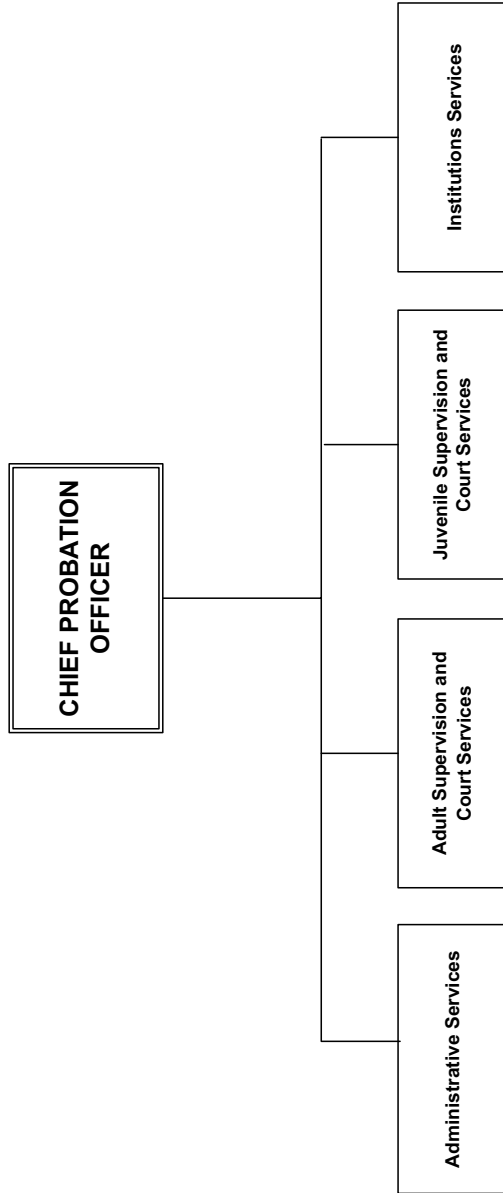 CHIEF PROBATION
OFFICER
Administrative Services
Adult Supervision and
Court Services
Juvenile Supervision and
Court Services
Institutions Services